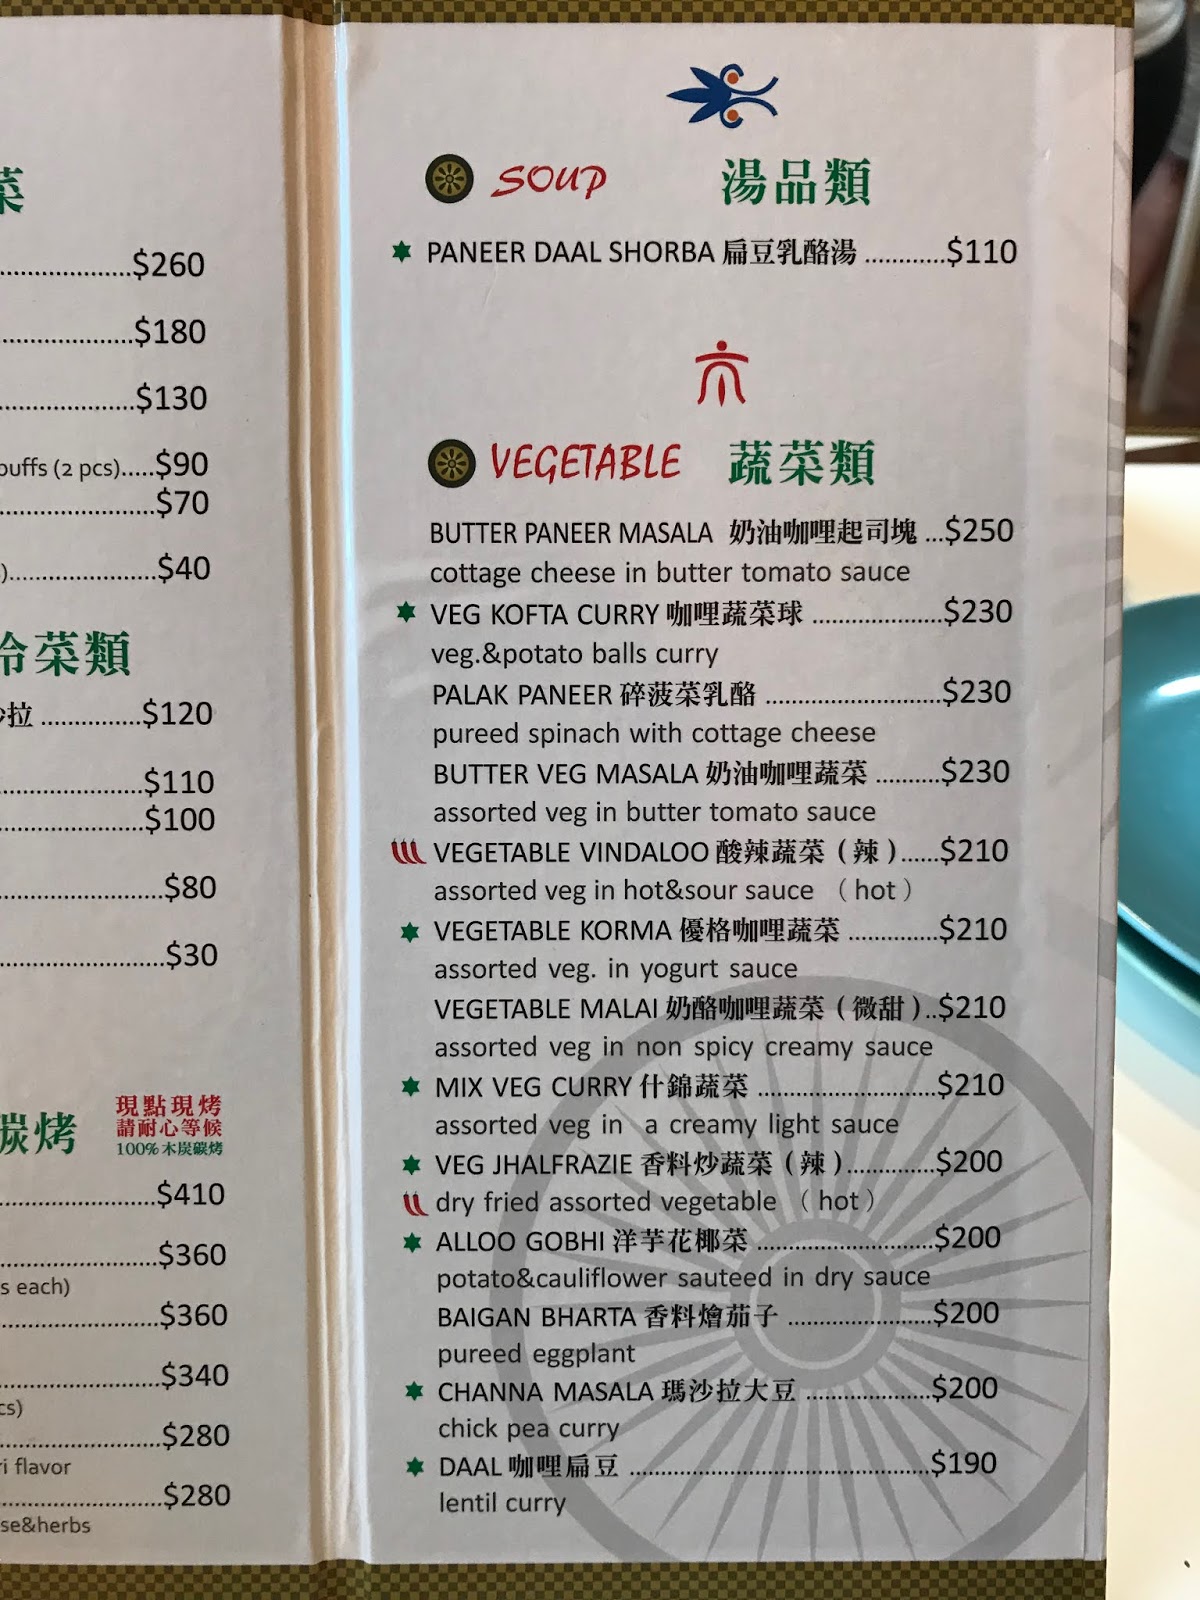 菜
$260
$180
$130
puffs (2 pcs).....$90
$70
)......................$40
冷菜類
沙拉 ..............$120
$110
$100
$80
$30
碳烤
現點現烤
請耐心等候
100%木炭碳烤
$410
$360
s each)
$360
$340
cs)
$280
ri flavor
$280
se&herbs
SOUP 湯品類
PANEER DAAL SHORBA 扁豆乳酪湯 ............$110
VEGETABLE 蔬菜類
BUTTER PANEER MASALA 奶油咖哩起司塊 ...$250
cottage cheese in butter tomato sauce
VEG KOFTA CURRY 咖哩蔬菜球 ......................$230
veg.&potato balls curry
PALAK PANEER 碎菠菜乳酪 ............................$230
pureed spinach with cottage cheese
BUTTER VEG MASALA 奶油咖哩蔬菜 ..........$230
assorted veg in butter tomato sauce
VEGETABLE VINDALOO 酸辣蔬菜 ( 辣 )......$210
assorted veg in hot&sour sauce ( hot )
VEGETABLE KORMA 優格咖哩蔬菜 ..............$210
assorted veg. in yogurt sauce
VEGETABLE MALAI 奶酪咖哩蔬菜 ( 微甜 )..$210
assorted veg in non spicy creamy sauce
MIX VEG CURRY 什錦蔬菜 .............................$210
assorted veg in a creamy light sauce
VEG JHALFRAZIE 香料炒蔬菜 ( 辣 )..............$200
dry fried assorted vegetable ( hot )
ALLOO GOBHI 洋芋花椰菜 ............................$200
potato&cauliflower sauteed in dry sauce
BAIGAN BHARTA 香料燴茄子 .......................$200
pureed eggplant
CHANNA MASALA 瑪沙拉大豆 ....................$200
chick pea curry
DAAL 咖哩扁豆 ................................................$190
lentil curry